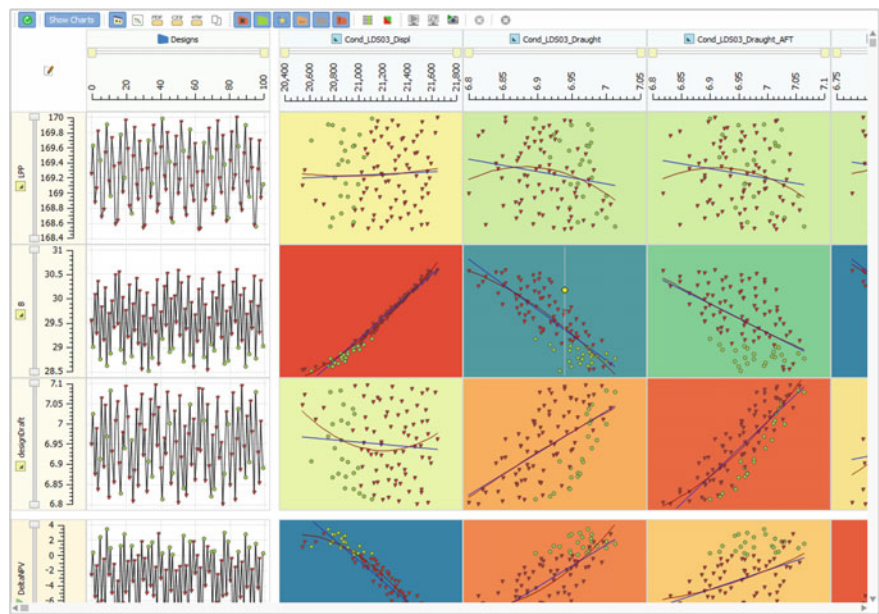 Show Charts
Designs
Cond_LDS03_Displ
Cond_LDS03_Draught
Cond_LDS03_Draught_AFT
0 20 40 60 80 100
20,400 20,600 20,800 21,000 21,200 21,400 21,600 21,800
6.8 6.85 6.9 6.95 7 7.05
6.8 6.85 6.9 6.95 7 7.05 7.1
6.75
LPP
170
169.8
169.6
169.4
169.2
169
168.8
168.6
168.4
B
31
30.5
30
29.5
29
28.5
designDraft
7.1
7.05
7
6.95
6.9
6.85
6.8
DeltaNPV
4
2
0
-2
-4
-6